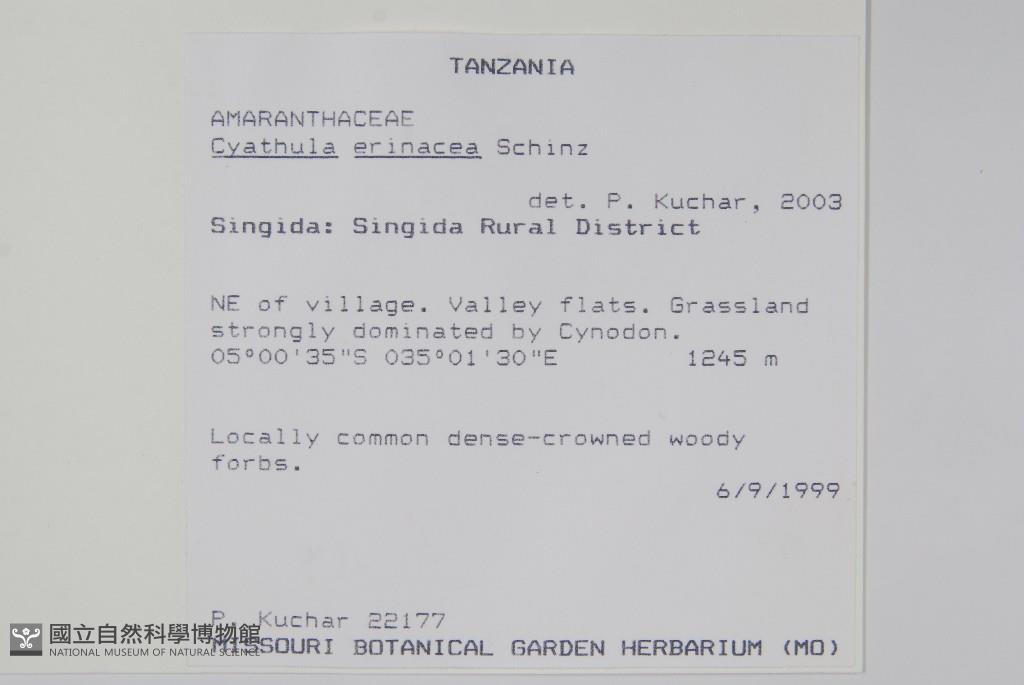 TANZANIA
AMARANTHACEAE
Cyathula erinacea Schinz
det. P. Kuchar, 2003
Singida: Singida Rural District
NE of village. Valley flats. Grassland
strongly dominated by Cynodon.
05°00'35"S 035°01'30"E 1245 m
Locally common dense-crowned woody
forbs.
6/9/1999
P. Kuchar 22177
MISSOURI BOTANICAL GARDEN HERBARIUM (MO)
國立自然科學博物館
NATIONAL MUSEUM OF NATURAL SCIENCE